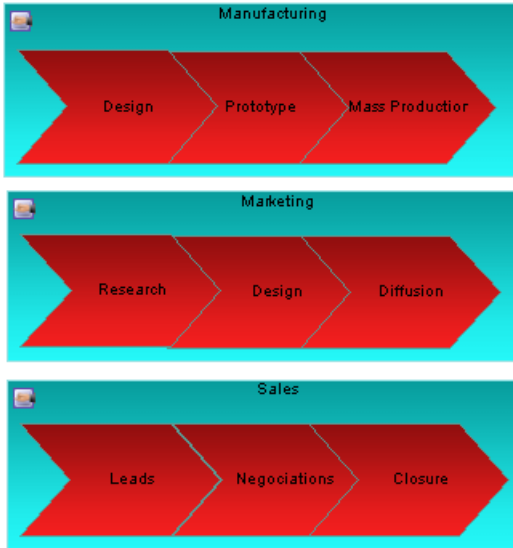 Manufacturing
Design Prototype Mass Productior
Marketing
Research Design Diffusion
Sales
Leads Negociations Closure